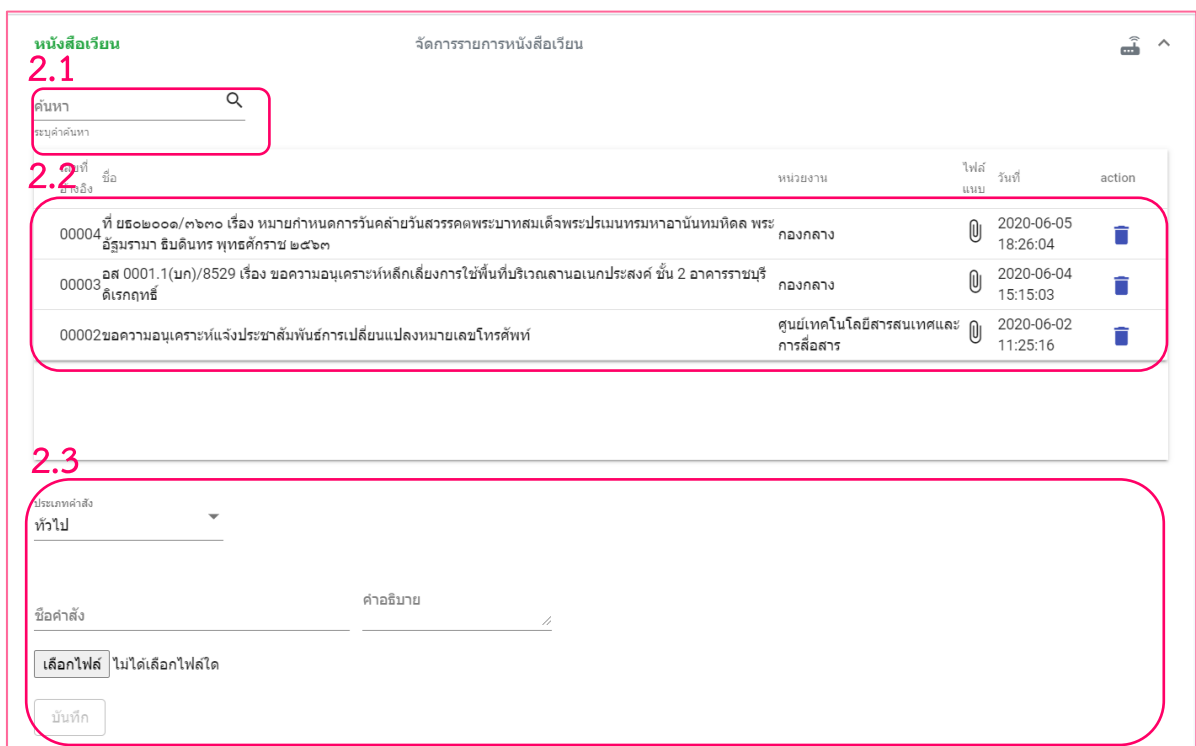 หนังสือเวียน จัดการรายการหนังสือเวียน
2.1
ค้นหา
ระบุคำค้นหา
2.2
เลขที่อ้างอิง ชื่อ หน่วยงาน ไฟล์แนบ วันที่ action
00004 ที่ ยธ๐๒๐๐๑/๓๖๓๐ เรื่อง หมายกำหนดการวันคล้ายวันสวรรคตพระบาทสมเด็จพระปรเมนทรมหาอานันทมหิดล พระ กองกลาง 2020-06-05
อัฐมรามา ธิบดินทร พุทธศักราช ๒๕๖๓ 18:26:04
00003 อส 0001.1(บก)/8529 เรื่อง ขอความอนุเคราะห์หลีกเลี่ยงการใช้พื้นที่บริเวณลานอเนกประสงค์ ชั้น 2 อาคารราชบุรี กองกลาง 2020-06-04
ดิเรกฤทธิ์ 15:15:03
00002 ขอความอนุเคราะห์แจ้งประชาสัมพันธ์การเปลี่ยนแปลงหมายเลขโทรศัพท์ ศูนย์เทคโนโลยีสารสนเทศและ 2020-06-02
การสื่อสาร 11:25:16
2.3
ประเภทคำสั่ง
ทั่วไป
ชื่อคำสั่ง คำอธิบาย
เลือกไฟล์ ไม่ได้เลือกไฟล์ใด
บันทึก